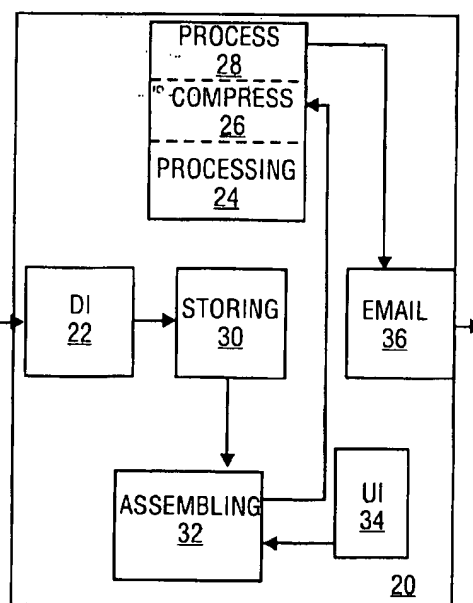 PROCESS
28
COMPRESS
26
PROCESSING
24
DI
22
STORING
30
EMAIL
36
ASSEMBLING
32
UI
34
20